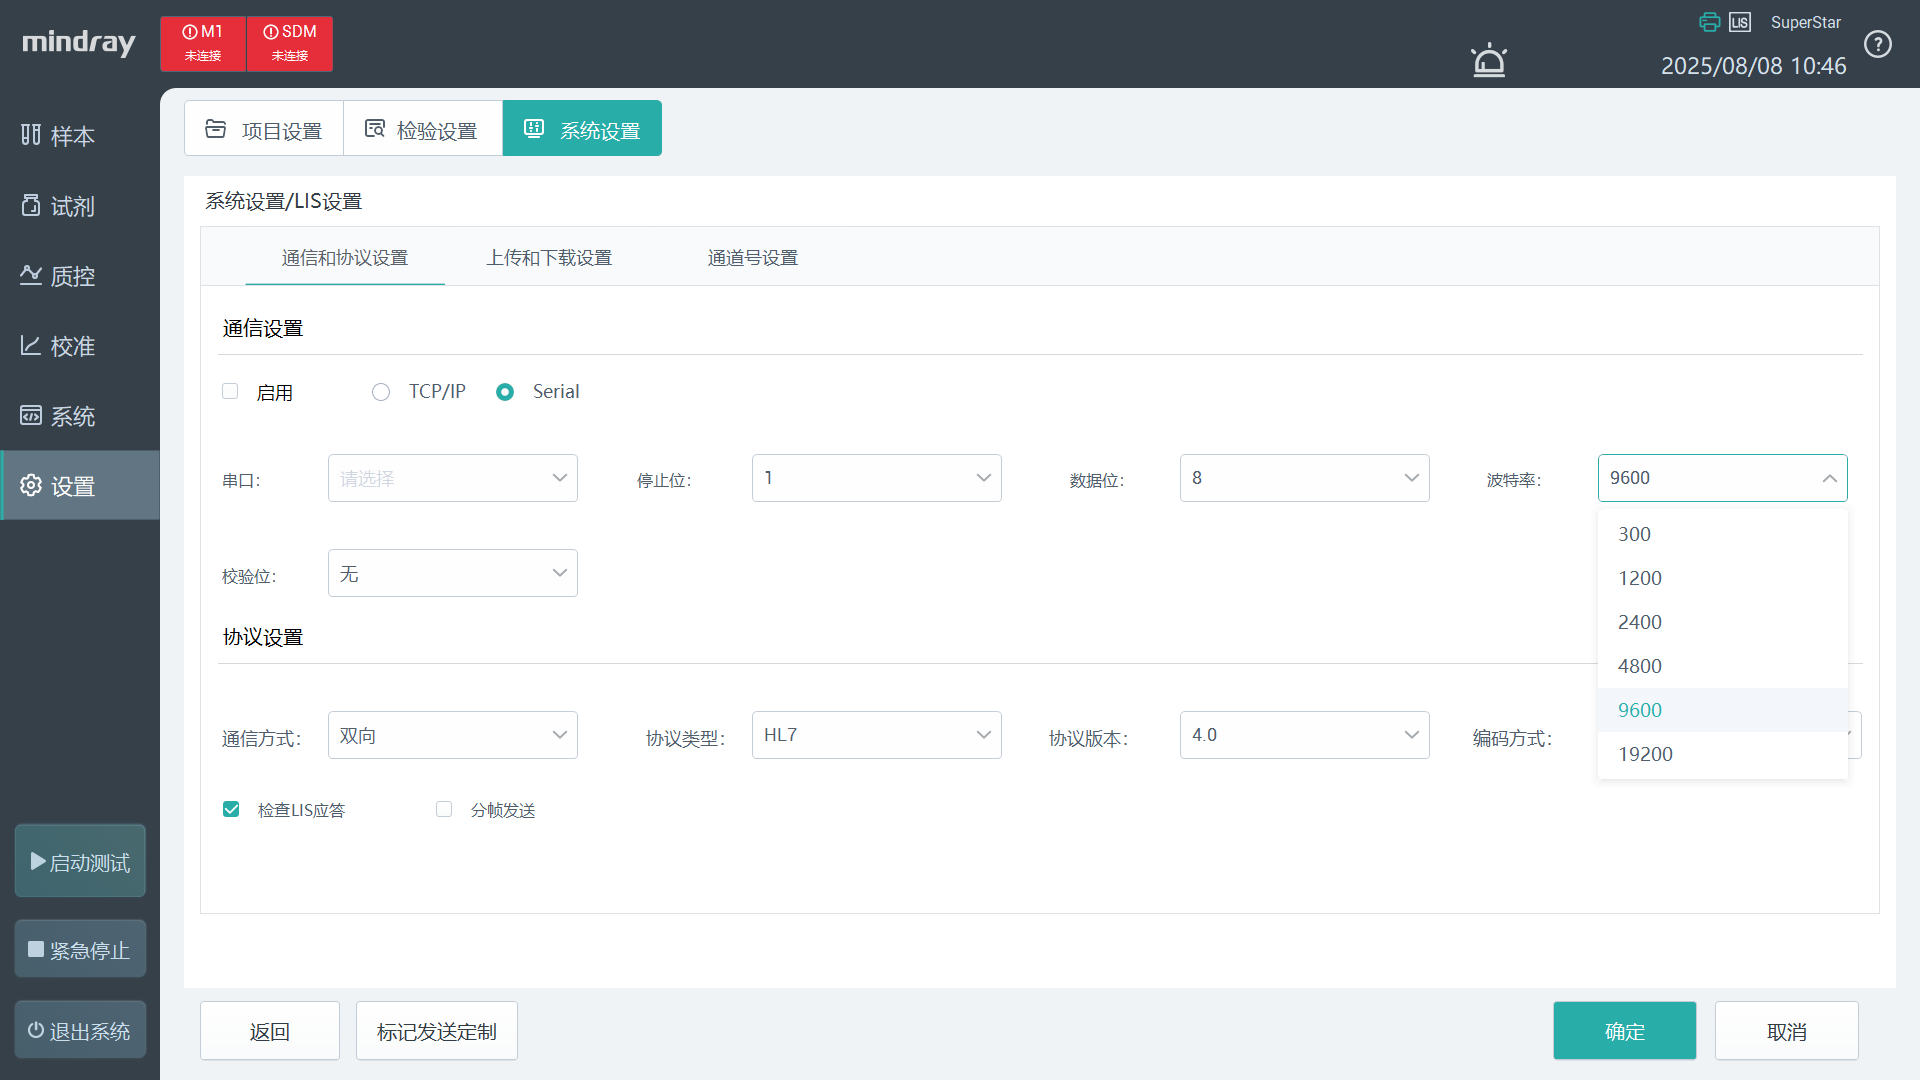 mindray
M1
未连接
SDM
未连接
LIS
SuperStar
2025/08/08 10:46
样本
试剂
质控
校准
系统
设置
启动测试
紧急停止
退出系统
项目设置
检验设置
系统设置
系统设置/LIS设置
通信和协议设置
上传和下载设置
通道号设置
通信设置
启用
TCP/IP
Serial
串口:
请选择
停止位:
1
数据位:
8
波特率:
9600
300
1200
2400
4800
9600
19200
校验位:
无
协议设置
通信方式:
双向
协议类型:
HL7
协议版本:
4.0
编码方式:
检查LIS应答
分帧发送
返回
标记发送定制
确定
取消